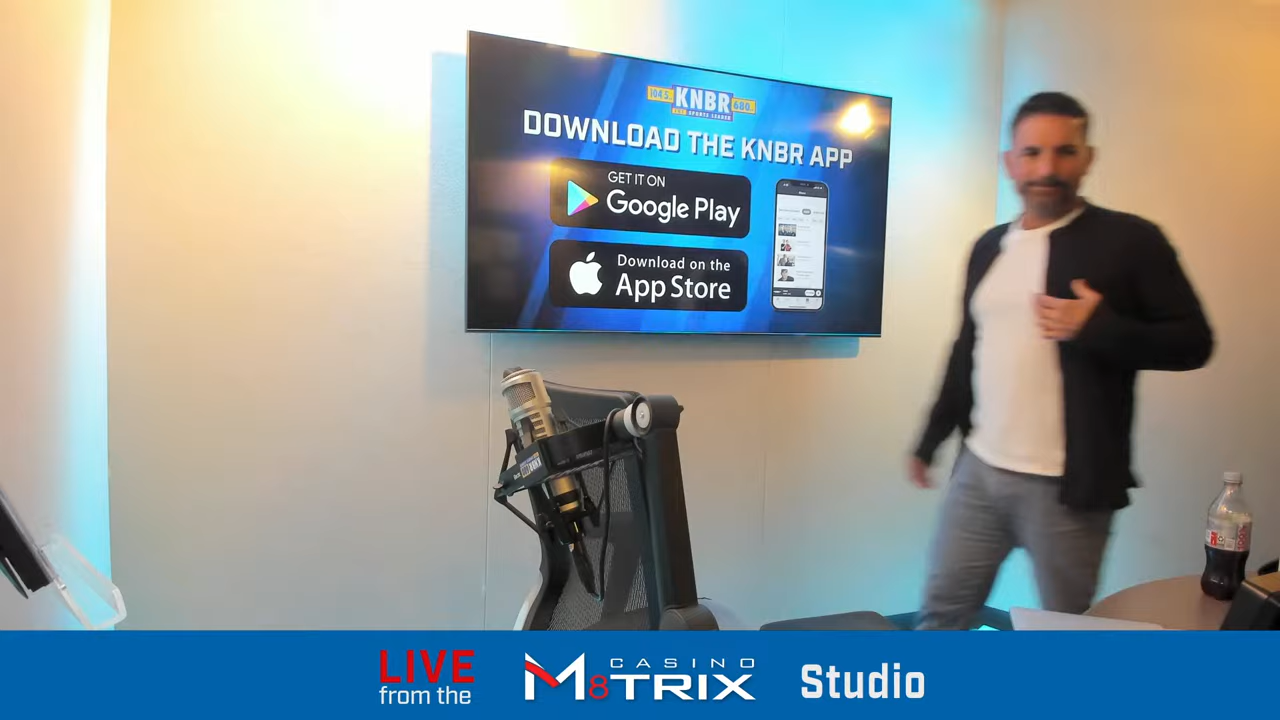 104.5 KNBR 680
THE SPORTS LEADER
DOWNLOAD THE KNBR APP
GET IT ON
Google Play
Download on the
App Store
LIVE
from the
CASINO
M8TRIX
Studio